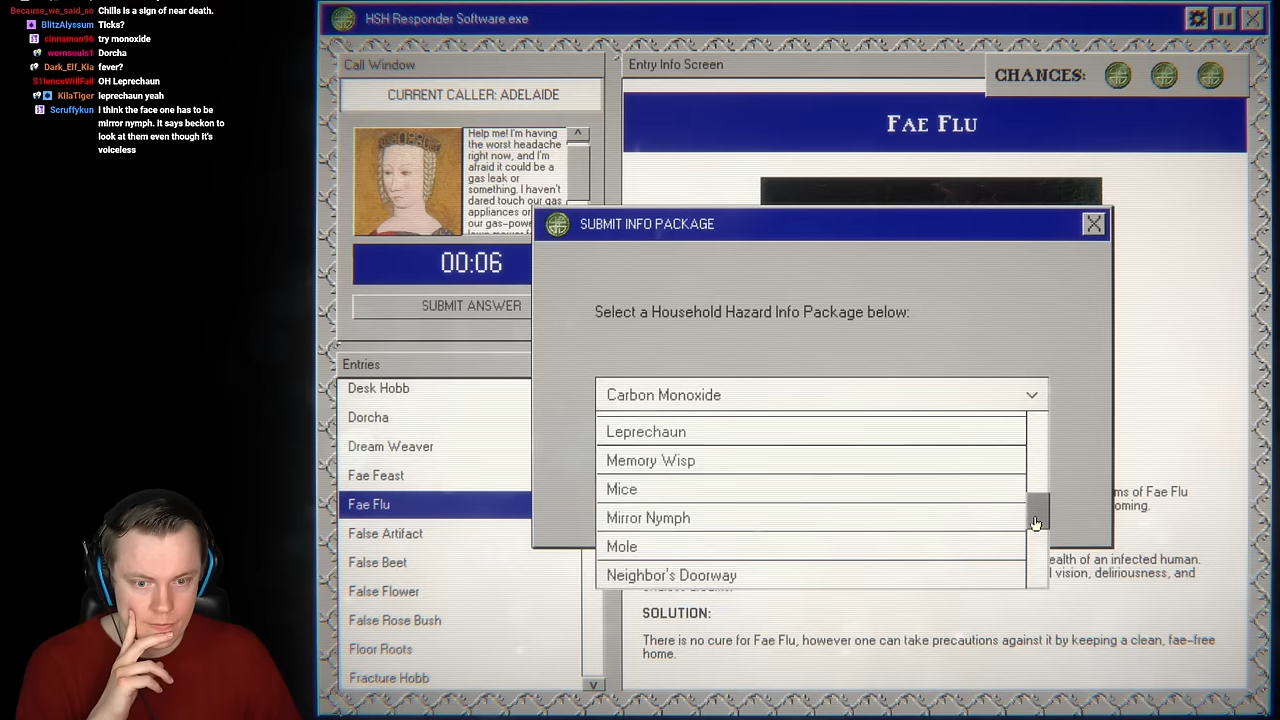 Because_we_said_so Chills is a sign of near death.
BlitzAlyssum Ticks?
cinnamon96 try monoxide
wornsouls1 Dorcha
Dark_Elf_Kia fever?
S1lenceWillFall OH Leprechaun
KilaTiger leprechaun yeah
Scruffykun I think the face one has to be
mirror nymph. It says beckon to
look at them even though it's
voiceless
HSH Responder Software.exe
Call Window
CURRENT CALLER: ADELAIDE
Help me! I'm having
the worst headache
right now, and I'm
afraid it could be a
gas leak or
something. I haven't
dared touch our gas
appliances or
our gas-powe
00:06
SUBMIT ANSWER
Entries
Desk Hobb
Dorcha
Dream Weaver
Fae Feast
Fae Flu
False Artifact
False Beet
False Flower
False Rose Bush
Floor Roots
Fracture Hobb
Entry Info Screen
CHANCES:
FAE FLU
SUBMIT INFO PACKAGE
Select a Household Hazard Info Package below:
Carbon Monoxide
Leprechaun
Memory Wisp
Mice
Mirror Nymph
Mole
Neighbor's Doorway
ms of Fae Flu
oming.
ealth of an infected human.
l vision, deliriousness, and
SOLUTION:
There is no cure for Fae Flu, however one can take precautions against it by keeping a clean, fae-free
home.